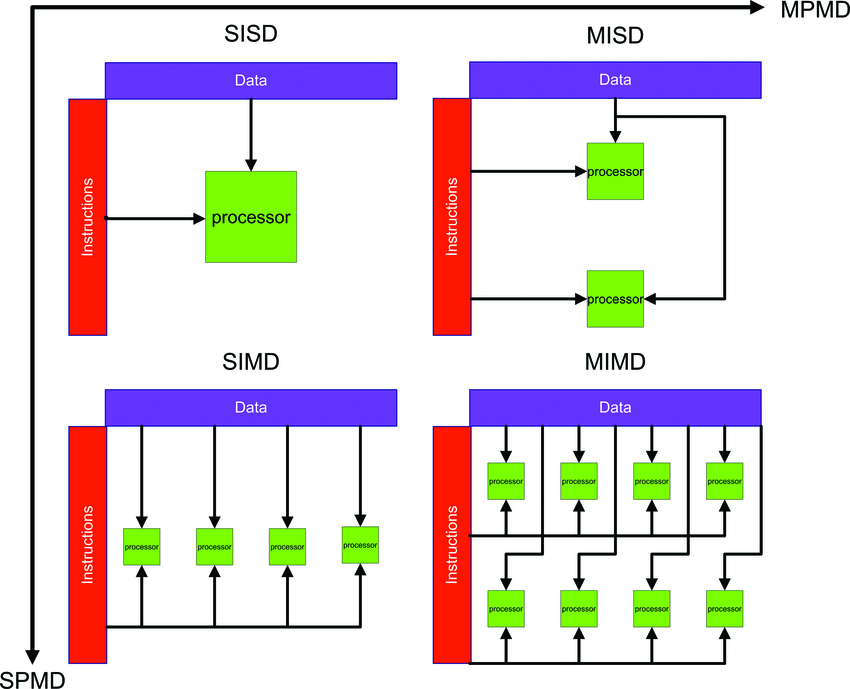 MPMD
SISD
MISD
Data
Data
Instructions
processor
Instructions
processor
processor
SIMD
MIMD
Data
Data
Instructions
processor
processor
processor
processor
Instructions
processor
processor
processor
processor
processor
processor
processor
processor
SPMD